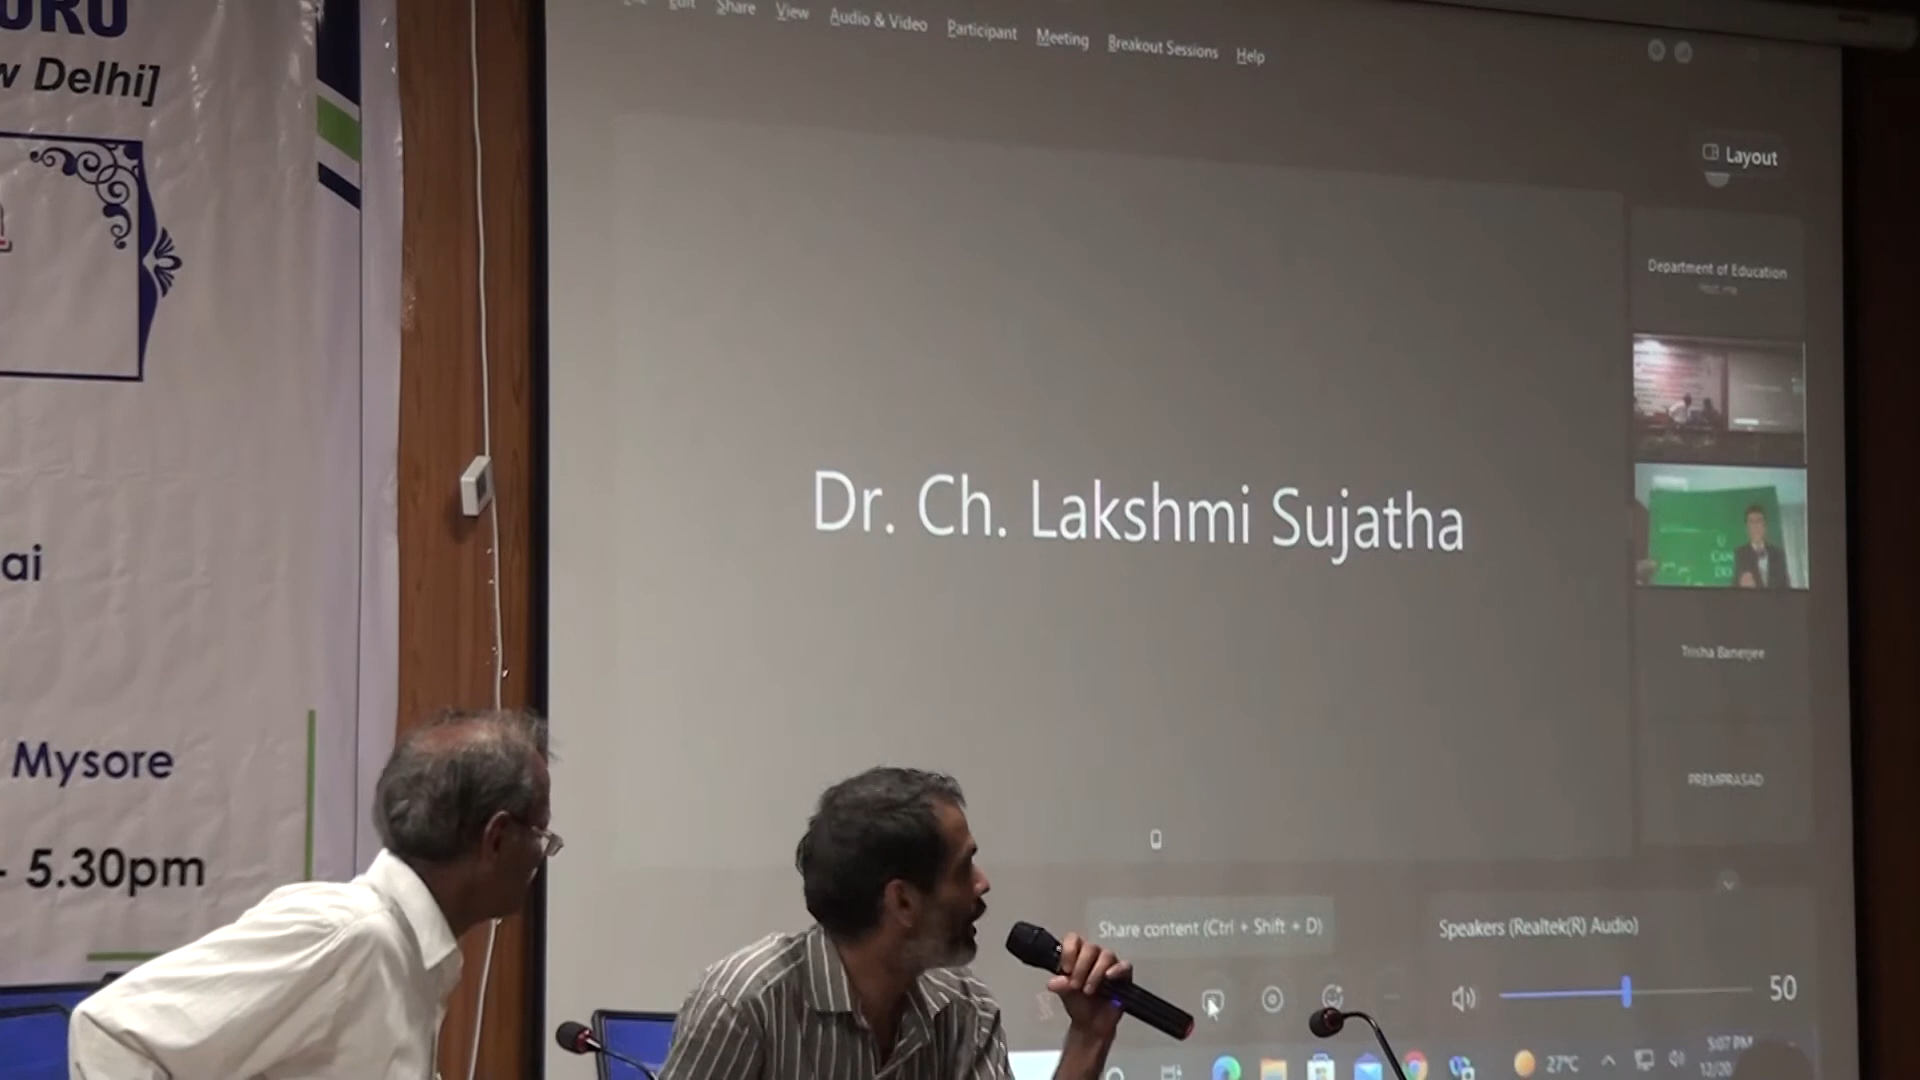 URU
w Delhi]
ai
Mysore
- 5.30pm
Edit Share View Audio & Video Participant Meeting Breakout Sessions Help
Layout
Department of Education
Dr. Ch. Lakshmi Sujatha
U
CAN
DO
Trisha Banerjee
PREMPRASAD
Share content (Ctrl + Shift + D)
Speakers (Realtek(R) Audio)
50
27°C
5:07 PM